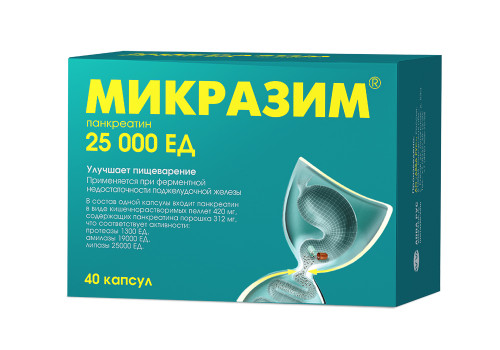 МИКРАЗИМ®
панкреатин
25 000 ЕД
Улучшает пищеварение
Применяется при ферментной
недостаточности поджелудочной железы
В состав одной капсулы входит панкреатин
в виде кишечнорастворимых пеллет 420 мг,
содержащих панкреатина порошка 312 мг,
что соответствует активности:
протеазы 1300 ЕД,
амилазы 19000 ЕД,
липазы 25000 ЕД.
40 капсул